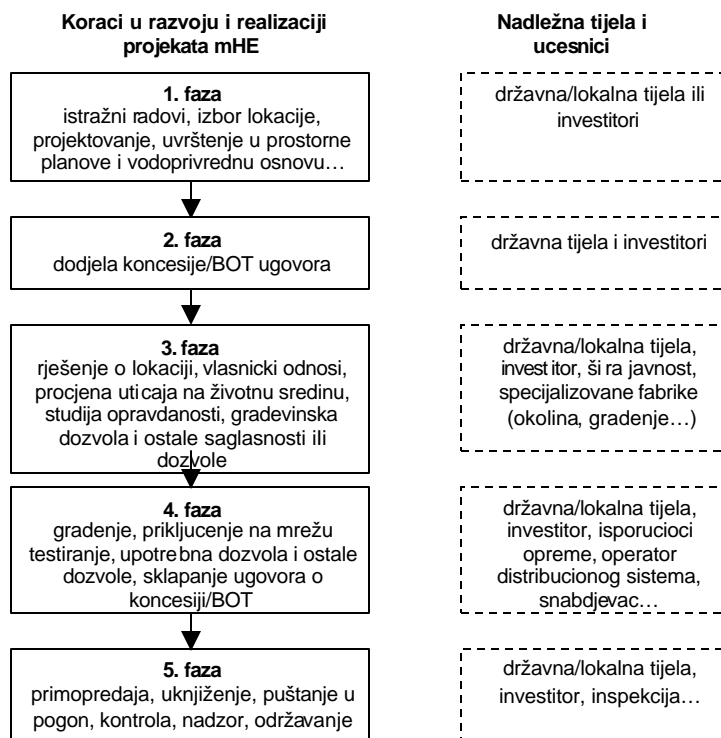 Koraci u razvoju i realizaciji
projekata mHE
Nadležna tijela i
ucesnici
1. faza
istražni radovi, izbor lokacije,
projektovanje, uvrštenje u prostorne
planove i vodoprivrednu osnovu…
državna/lokalna tijela ili
investitori
2. faza
dodjela koncesije/BOT ugovora
državna tijela i investitori
3. faza
rješenje o lokaciji, vlasnicki odnosi,
procjena uticaja na životnu sredinu,
studija opravdanosti, gradevinska
dozvola i ostale saglasnosti ili
dozvole
državna/lokalna tijela,
investitor, šira javnost,
specijalizovane fabrike
(okolina, gradenje…)
4. faza
gradenje, prikljucenje na mrežu
testiranje, upotrebna dozvola i ostale
dozvole, sklapanje ugovora o
koncesiji/BOT
državna/lokalna tijela,
investitor, isporucioci
opreme, operator
distribucionog sistema,
snabdjevac…
5. faza
primopredaja, uknjiženje, puštanje u
pogon, kontrola, nadzor, održavanje
državna/lokalna tijela,
investitor, inspekcija…